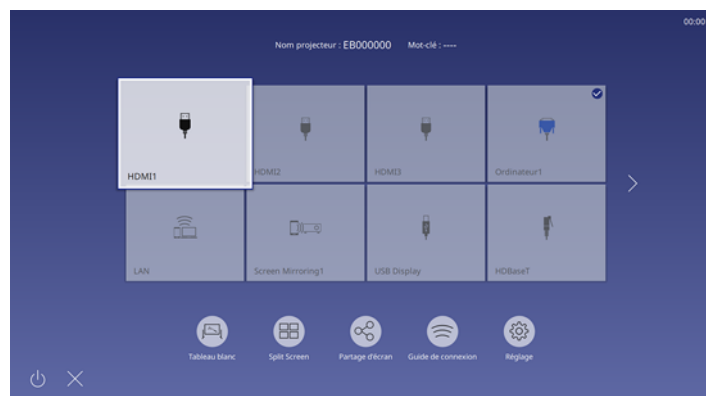 00:00
Nom projecteur : EB000000 Mot-clé : ----
HDMI1
HDMI2
HDMI3
Ordinateur1
LAN
Screen Mirroring1
USB Display
HDBaseT
Tableau blanc
Split Screen
Partage d'écran
Guide de connexion
Réglage